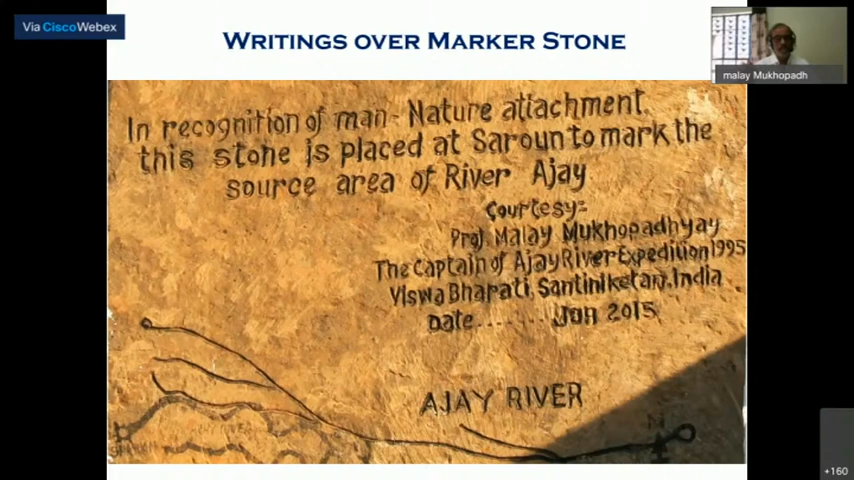 Via Cisco Webex
WRITINGS OVER MARKER STONE
malay Mukhopadh
In recognition of man - Nature attachment.
this stone is placed at Saroun to mark the
source area of River Ajay
Courtesy:-
Prof. Malay Mukhopadhyay
The Captain of Ajay River Expedition 1995
Viswa Bharati, Santiniketan, India
Date........ Jun 2015
AJAY RIVER
N
+160